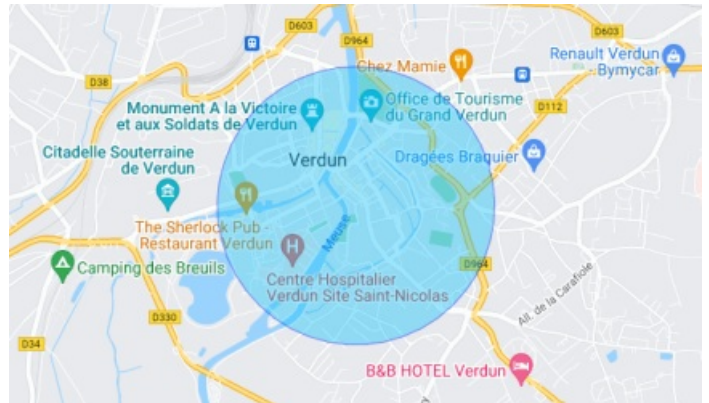 D603
D603
D964
Chez Mamie
Renault Verdun
- Bymycar
D38
Monument A la Victoire
et aux Soldats de Verdun
Office de Tourisme
du Grand Verdun
D112
Citadelle Souterraine
de Verdun
Verdun
Dragées Braquier
The Sherlock Pub -
Restaurant Verdun
Meuse
Camping des Breuils
Centre Hospitalier
Verdun Site Saint-Nicolas
D964
All. de la Carafiole
D330
D34
B&B HOTEL Verdun